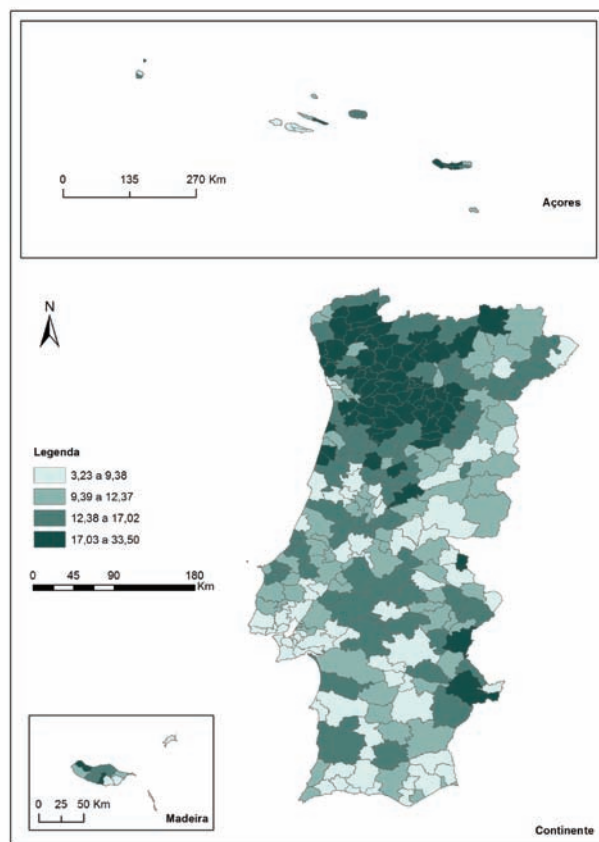 0 135 270 Km
Açores
N
Legenda
3,23 a 9,38
9,39 a 12,37
12,38 a 17,02
17,03 a 33,50
0 45 90 180
Km
0 25 50 Km
Madeira
Continente